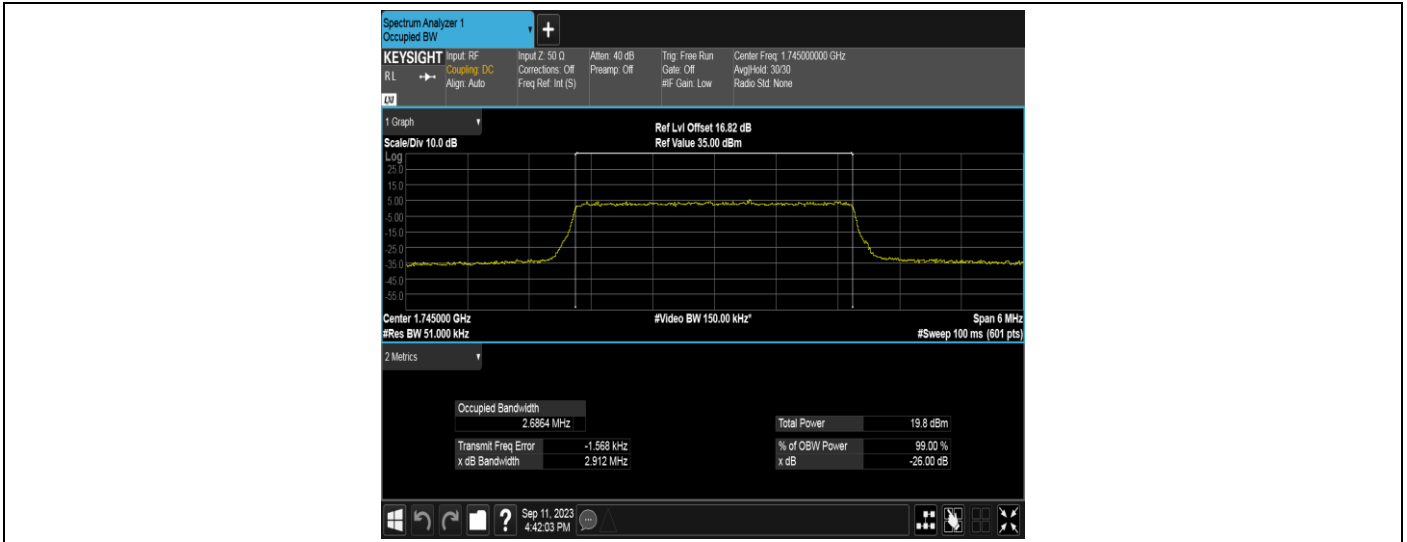 Spectrum Analyzer 1
Occupied BW
+
KEYSIGHT Input: RF Input Z: 50 Ω Atten: 40 dB Trig: Free Run Center Freq: 1.745000000 GHz
RL Coupling: DC Corrections: Off Preamp: Off Gate: Off Avg|Hold: 30/30
Align: Auto Freq Ref: Int (S) #IF Gain: Low Radio Std: None
LXI
1 Graph
Ref Lvl Offset 16.82 dB
Scale/Div 10.0 dB Ref Value 35.00 dBm
Log
25.0
15.0
5.00
-5.00
-15.0
-25.0
-35.0
-45.0
-55.0
Center 1.745000 GHz #Video BW 150.00 kHz* Span 6 MHz
#Res BW 51.000 kHz #Sweep 100 ms (601 pts)
2 Metrics
Occupied Bandwidth
2.6864 MHz Total Power 19.8 dBm
Transmit Freq Error -1.568 kHz % of OBW Power 99.00 %
x dB Bandwidth 2.912 MHz x dB -26.00 dB
? Sep 11, 2023
4:42:03 PM